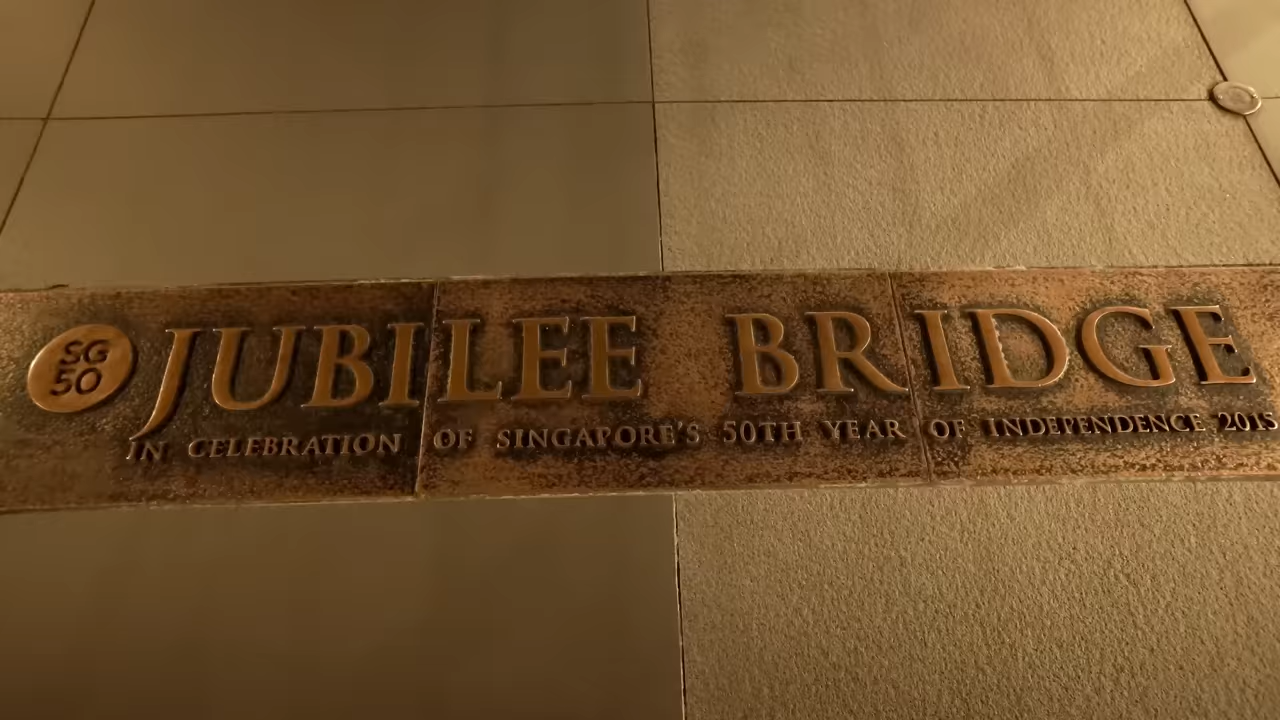 SG
50
JUBILEE BRIDGE
IN CELEBRATION OF SINGAPORE'S 50TH YEAR OF INDEPENDENCE 2015